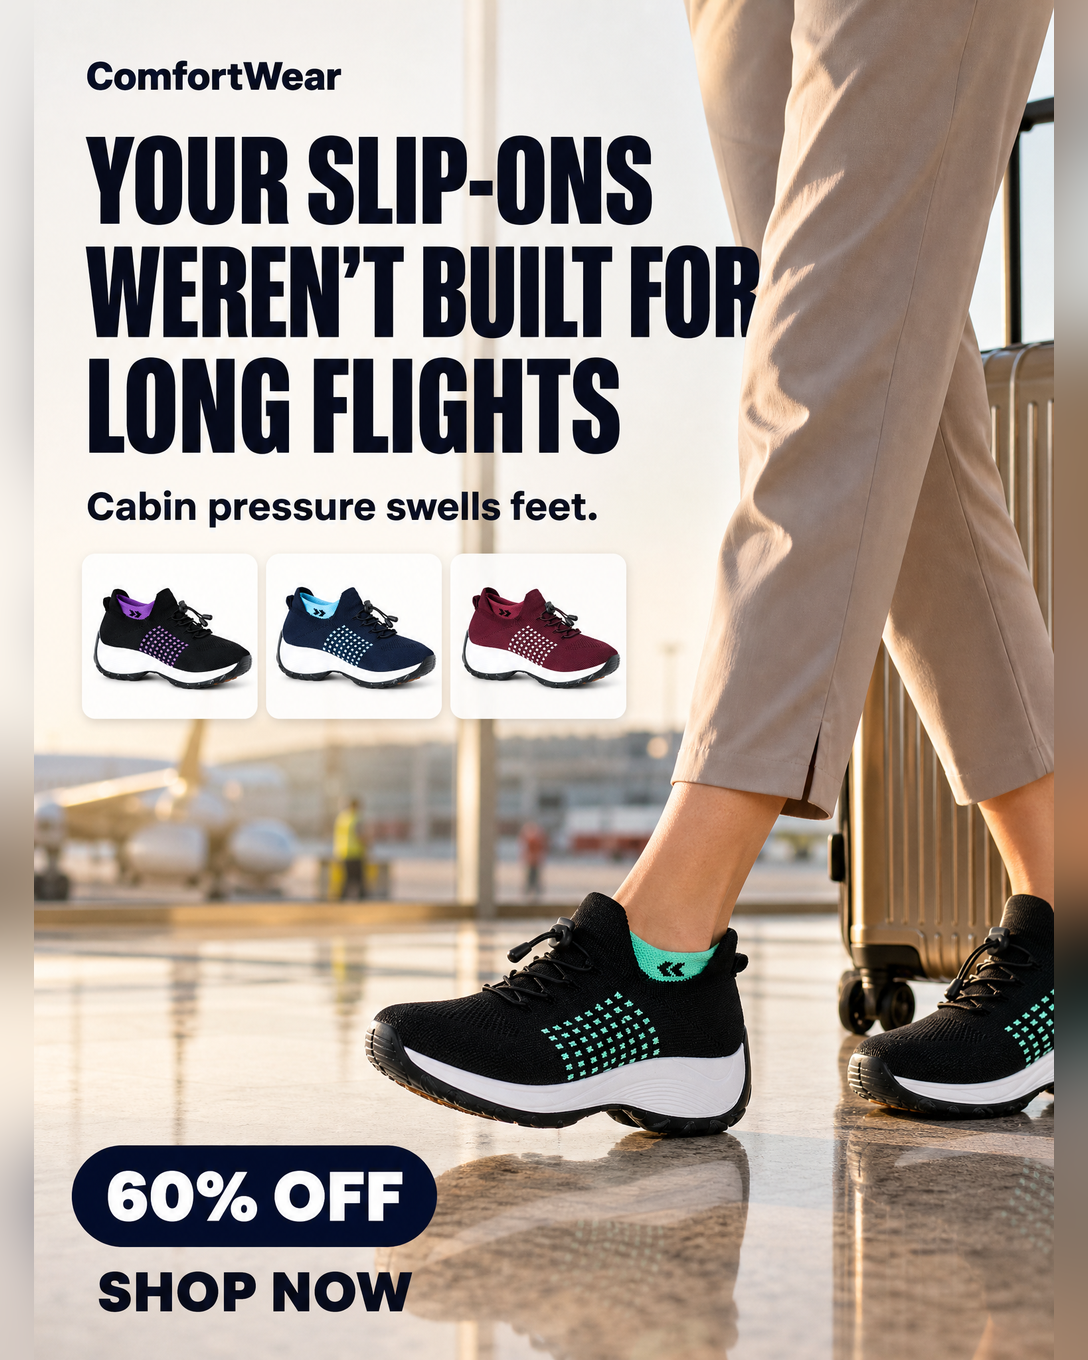 ComfortWear
YOUR SLIP-ONS
WEREN’T BUILT FOR
LONG FLIGHTS
Cabin pressure swells feet.
60% OFF
SHOP NOW